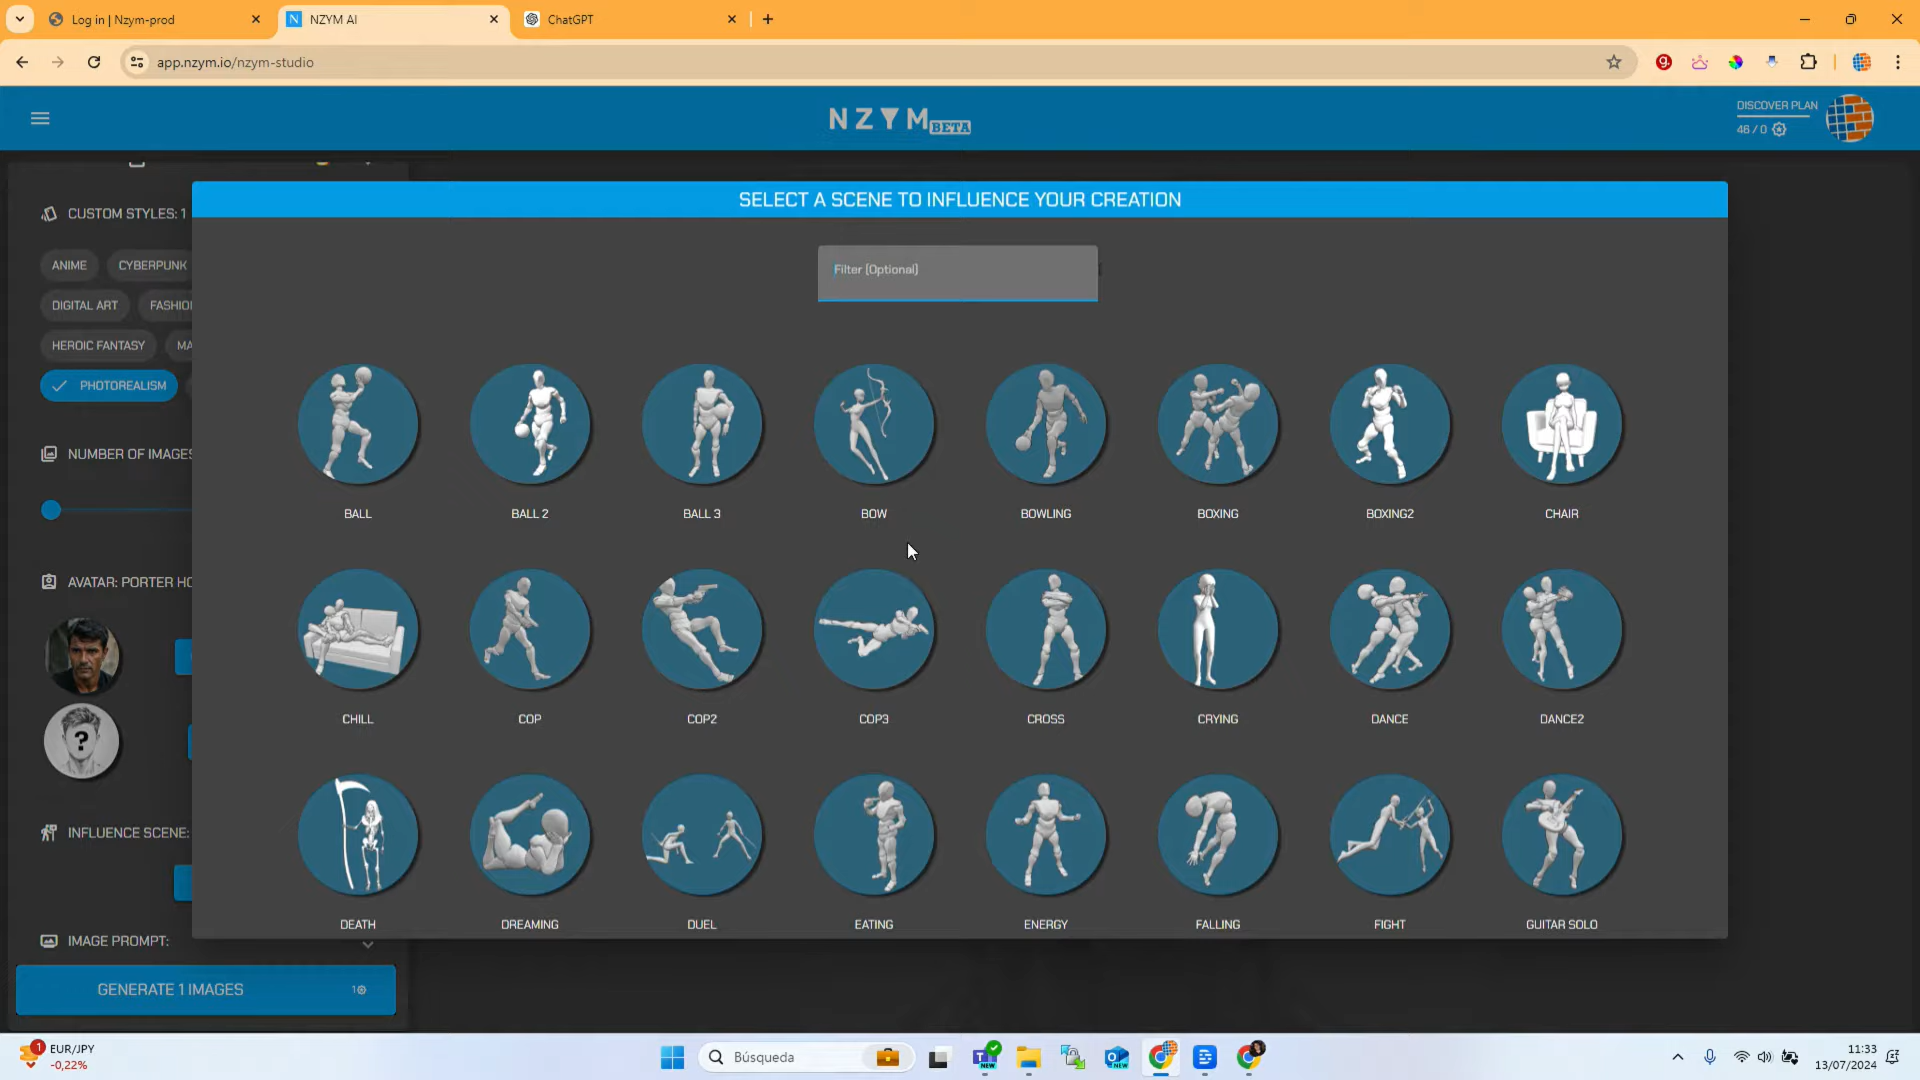 Log in | Nzym-prod
NZYM AI
ChatGPT
app.nzym.io/nzym-studio
NZYM BETA
DISCOVER PLAN
46 / 0
SELECT A SCENE TO INFLUENCE YOUR CREATION
Filter (Optional)
CUSTOM STYLES: 1
ANIME CYBERPUNK
DIGITAL ART
HEROIC FANTASY
PHOTOREALISM
NUMBER OF IMAGES
AVATAR: PORTER
?
INFLUENCE SCENE:
IMAGE PROMPT:
GENERATE 1 IMAGES 1
BALL BALL 2 BALL 3 BOW BOWLING BOXING BOXING2 CHAIR
CHILL COP COP2 COP3 CROSS CRYING DANCE DANCE2
DEATH DREAMING DUEL EATING ENERGY FALLING FIGHT GUITAR SOLO
1
EUR/JPY
-0,22%
Búsqueda
NEW
NEW
11:33
13/07/2024